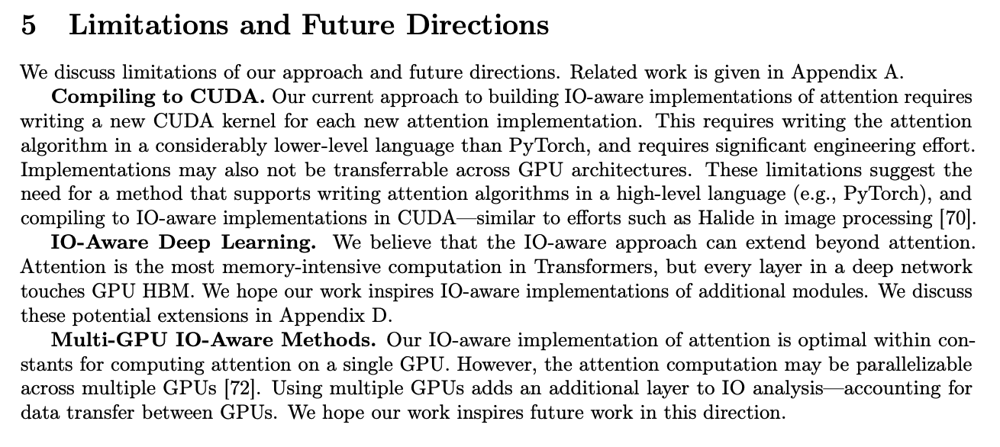 5 Limitations and Future Directions
We discuss limitations of our approach and future directions. Related work is given in Appendix A.
Compiling to CUDA. Our current approach to building IO-aware implementations of attention requires
writing a new CUDA kernel for each new attention implementation. This requires writing the attention
algorithm in a considerably lower-level language than PyTorch, and requires significant engineering effort.
Implementations may also not be transferrable across GPU architectures. These limitations suggest the
need for a method that supports writing attention algorithms in a high-level language (e.g., PyTorch), and
compiling to IO-aware implementations in CUDA—similar to efforts such as Halide in image processing [70].
IO-Aware Deep Learning. We believe that the IO-aware approach can extend beyond attention.
Attention is the most memory-intensive computation in Transformers, but every layer in a deep network
touches GPU HBM. We hope our work inspires IO-aware implementations of additional modules. We discuss
these potential extensions in Appendix D.
Multi-GPU IO-Aware Methods. Our IO-aware implementation of attention is optimal within con-
stants for computing attention on a single GPU. However, the attention computation may be parallelizable
across multiple GPUs [72]. Using multiple GPUs adds an additional layer to IO analysis—accounting for
data transfer between GPUs. We hope our work inspires future work in this direction.